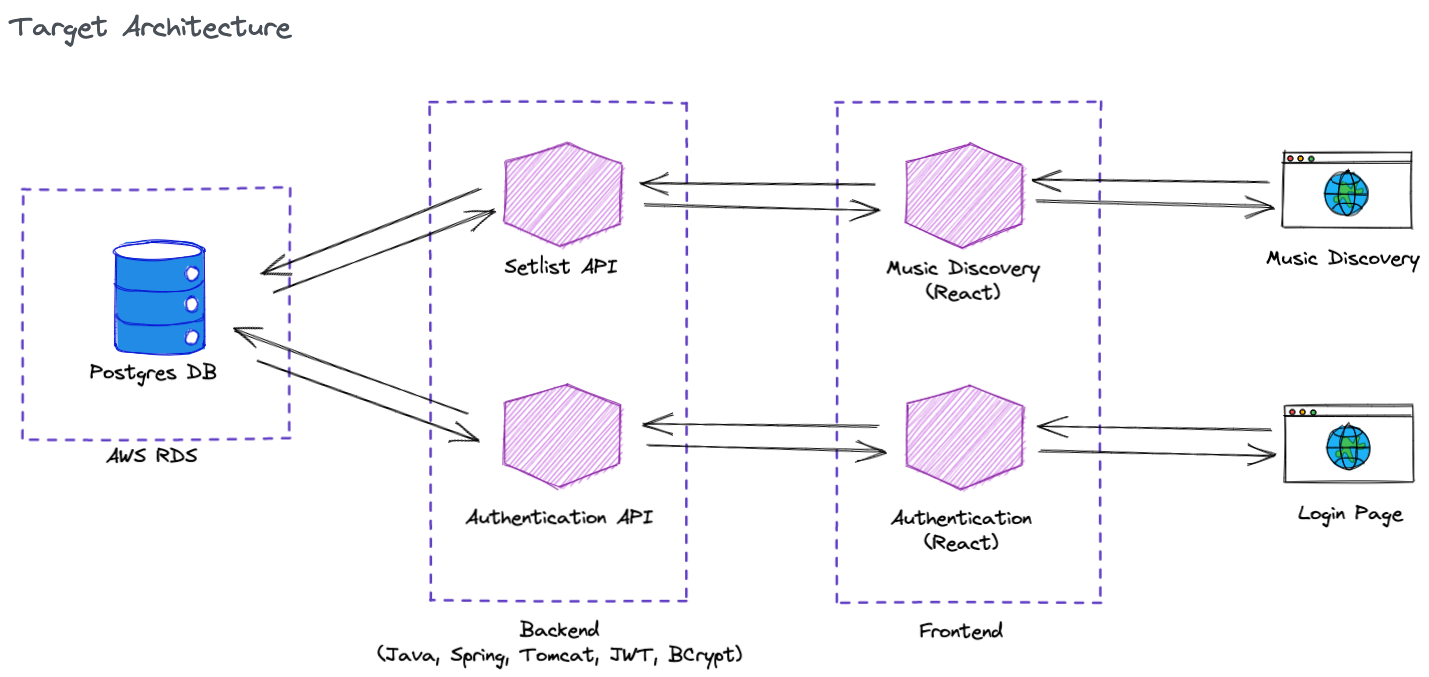 Target Architecture
Setlist API
Music Discovery
(React)
Music Discovery
Postgres DB
AWS RDS
Authentication API
Authentication
(React)
Login Page
Backend
(Java, Spring, Tomcat, JWT, BCrypt)
Frontend